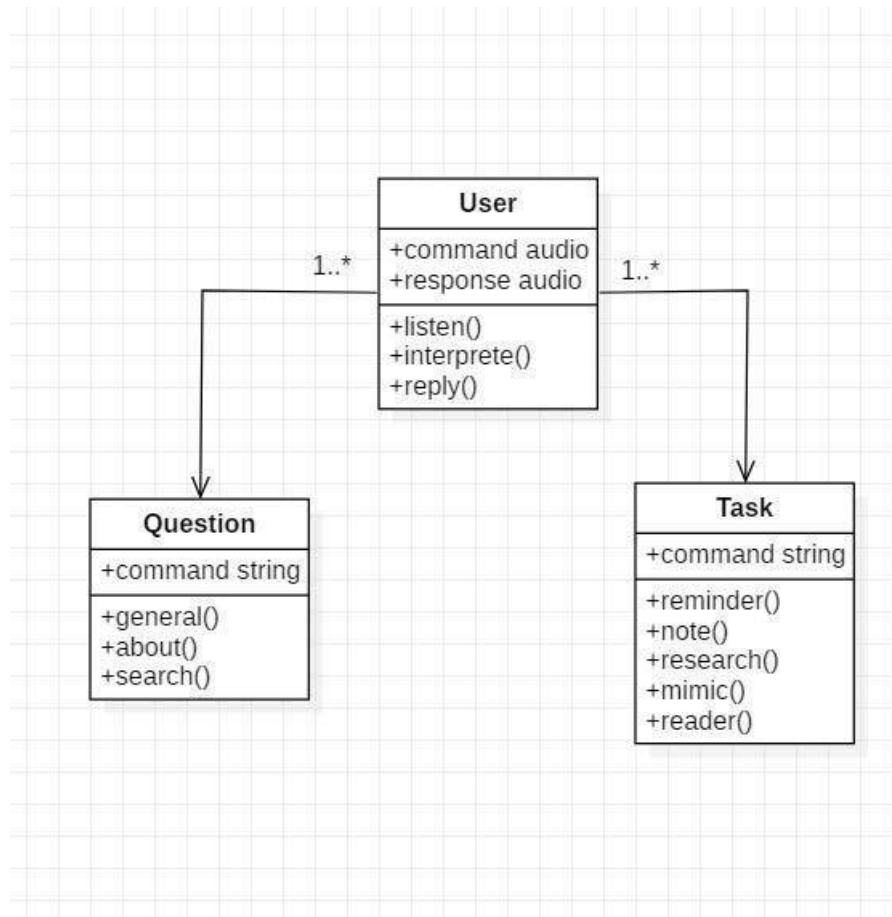 User
+command audio
+response audio
+listen()
+interprete()
+reply()
1..*
1..*
Question
+command string
+general()
+about()
+search()
Task
+command string
+reminder()
+note()
+research()
+mimic()
+reader()